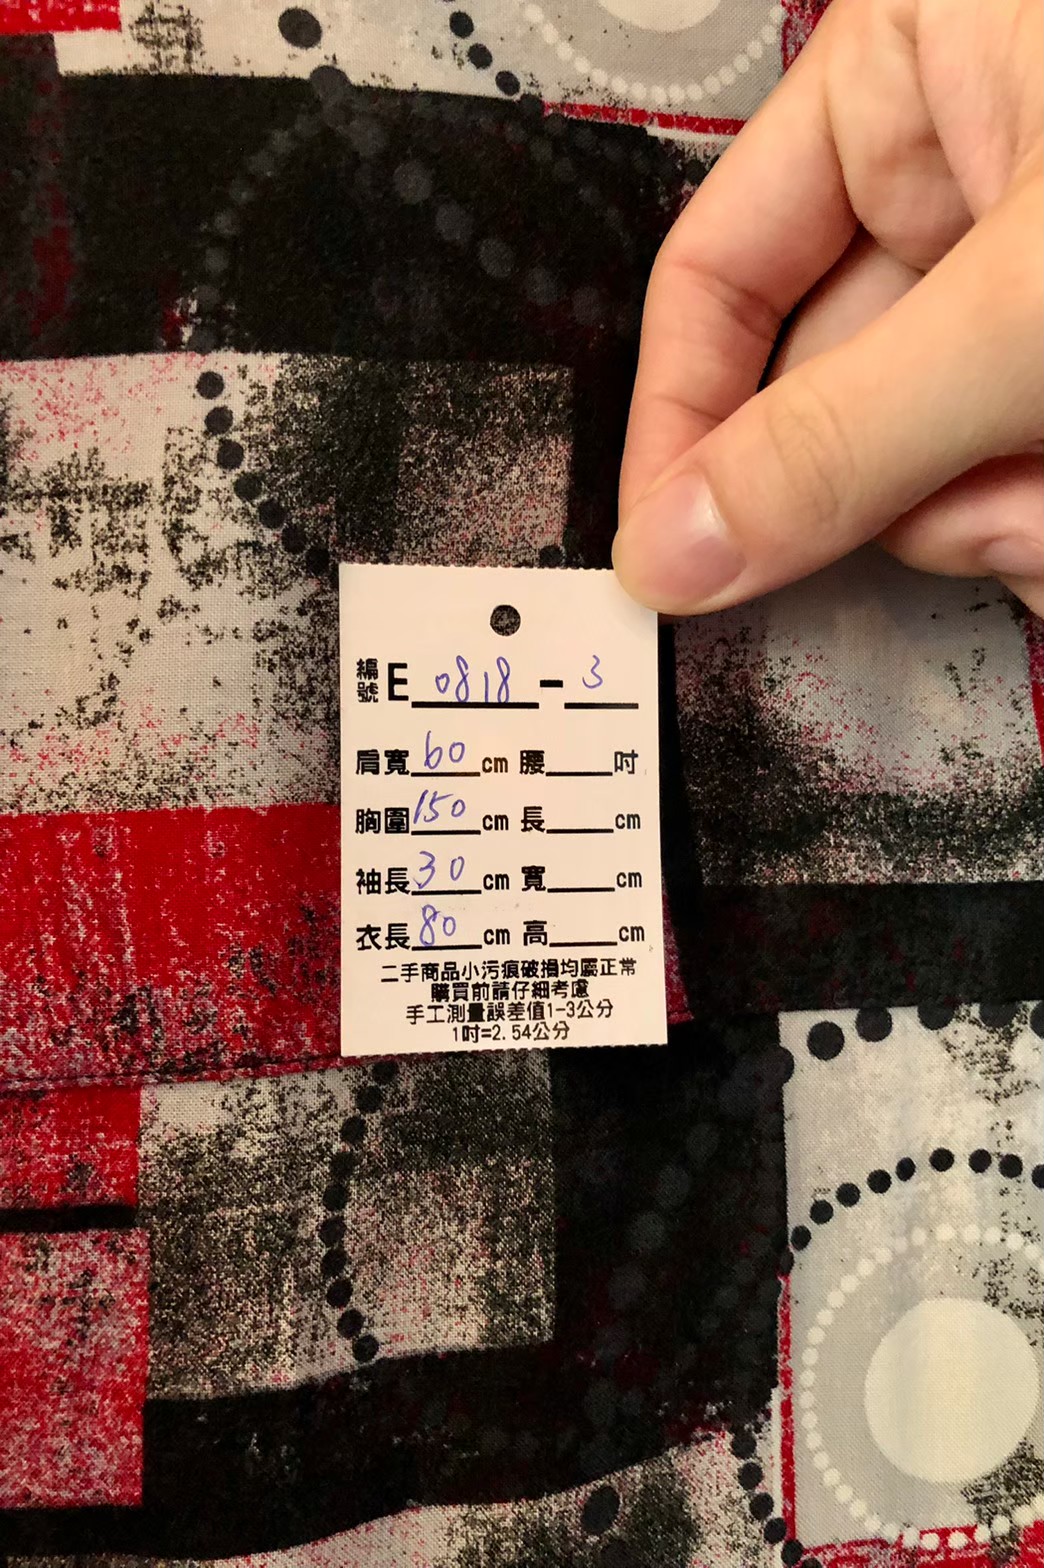 編號E 0818 - 3
肩寬 60 cm 腰 吋
胸圍 150 cm 長 cm
袖長 30 cm 寬 cm
衣長 80 cm 高 cm
二手商品小污痕破損均屬正常
購買前請仔細考慮
手工測量誤差值1-3公分
1吋=2.54公分